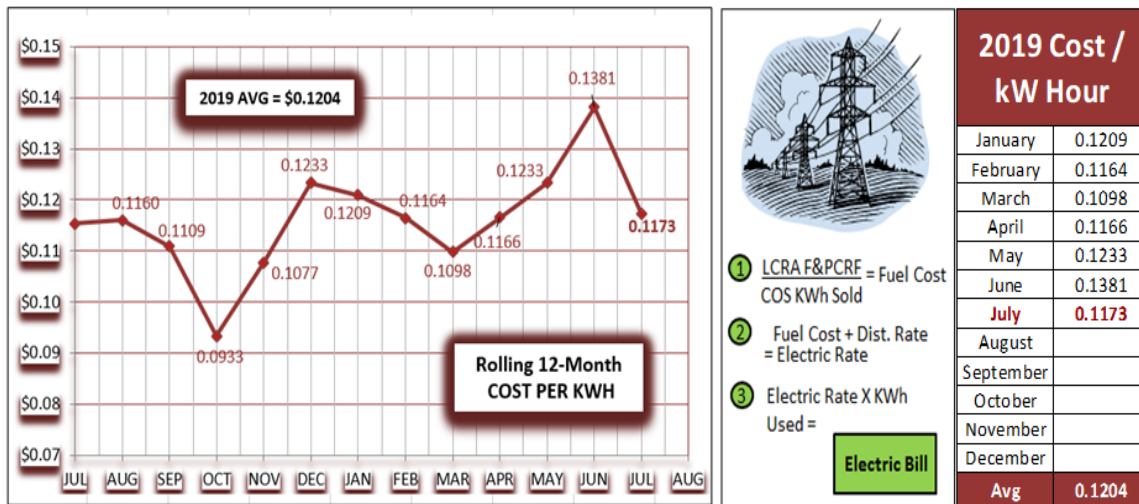 $0.15
$0.14
$0.13
$0.12
$0.11
$0.10
$0.09
$0.08
$0.07
2019 AVG = $0.1204
0.1160
0.1109
0.0933
0.1077
0.1233
0.1209
0.1164
0.1098
0.1166
0.1233
0.1381
0.1173
Rolling 12-Month
COST PER KWH
JUL AUG SEP OCT NOV DEC JAN FEB MAR APR MAY JUN JUL AUG
1 LCRA F&PCRF = Fuel Cost
COS KWh Sold
2 Fuel Cost + Dist. Rate
= Electric Rate
3 Electric Rate X KWh
Used =
Electric Bill
2019 Cost /
kW Hour
January 0.1209
February 0.1164
March 0.1098
April 0.1166
May 0.1233
June 0.1381
July 0.1173
August
September
October
November
December
Avg 0.1204